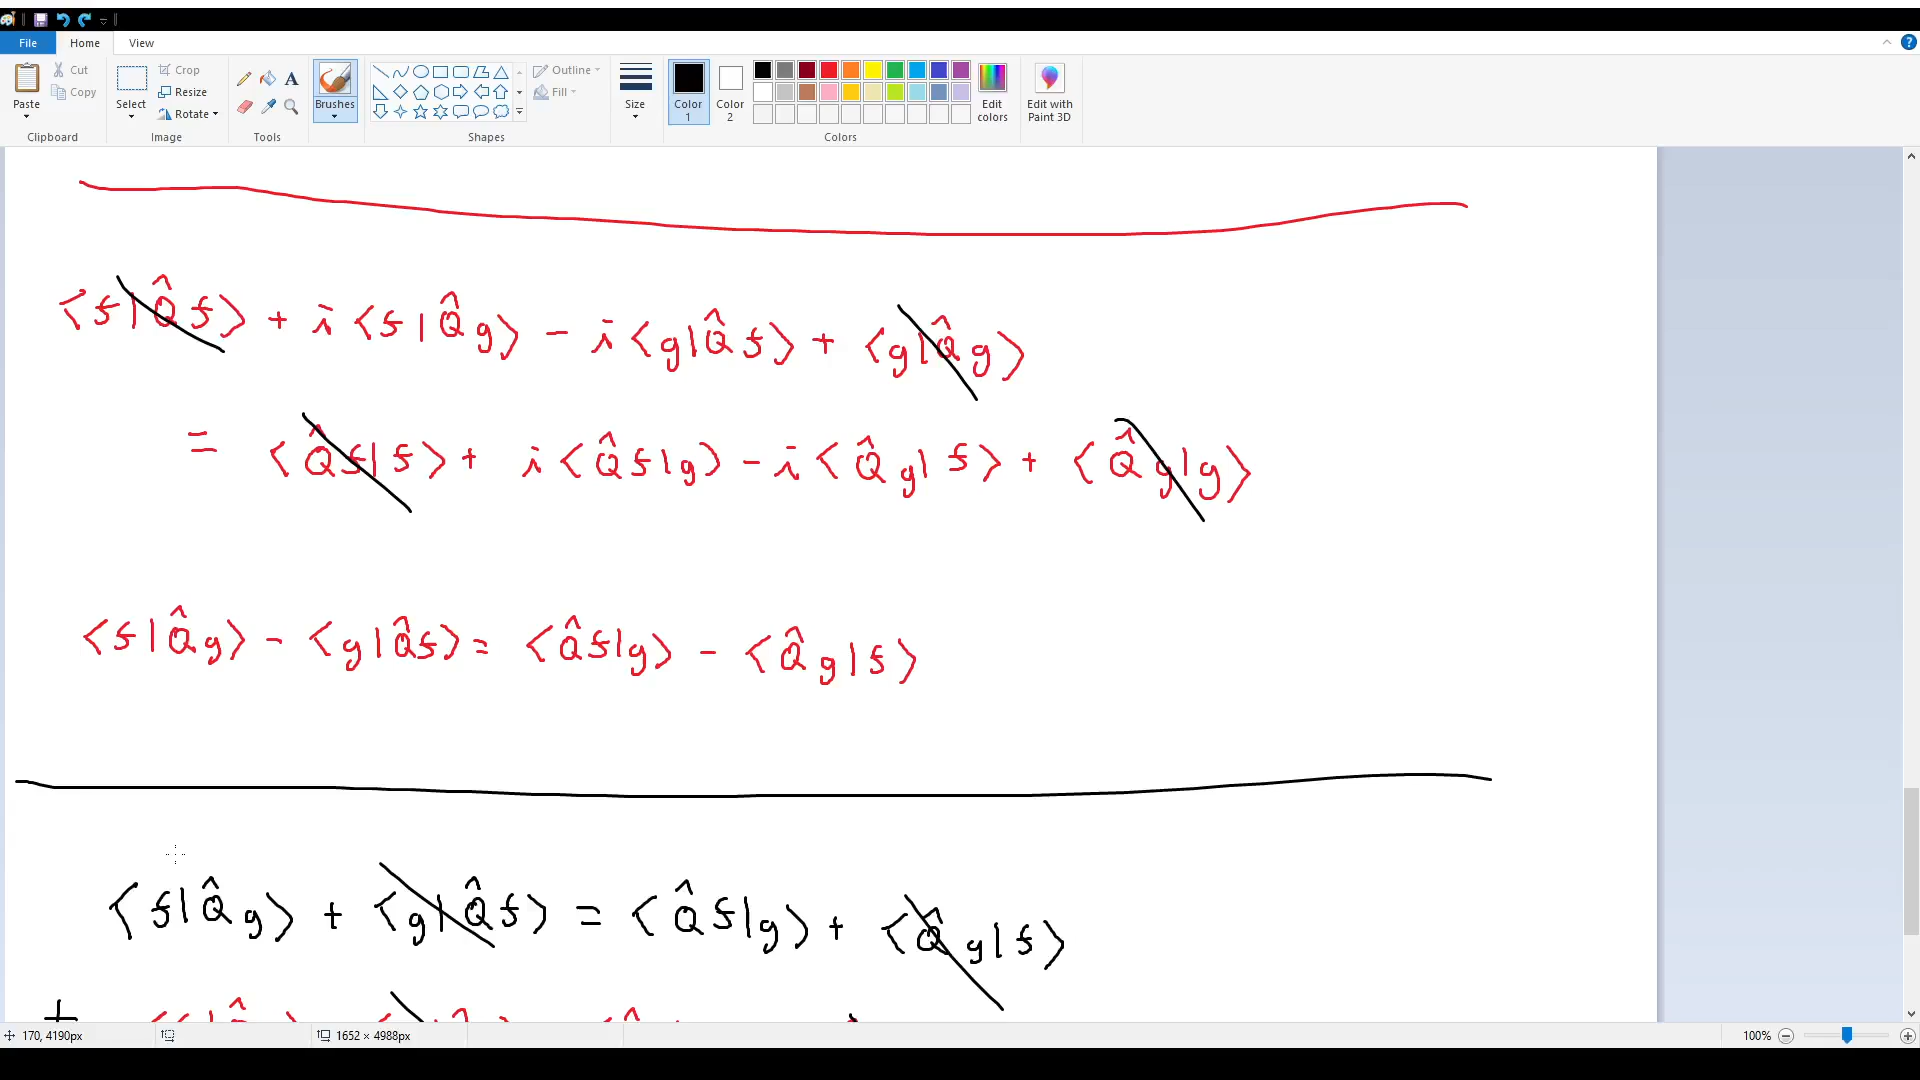 File Home View
Cut Crop Outline
Copy Resize Fill
Paste Select Rotate Brushes Size Color 1 Color 2 Edit colors Edit with Paint 3D
Clipboard Image Tools Shapes Colors
⟨f|Q̂f⟩ + i⟨f|Q̂g⟩ - i⟨g|Q̂f⟩ + ⟨g|Q̂g⟩
= ⟨Q̂f|f⟩ + i⟨Q̂f|g⟩ - i⟨Q̂g|f⟩ + ⟨Q̂g|g⟩
⟨f|Q̂g⟩ - ⟨g|Q̂f⟩ = ⟨Q̂f|g⟩ - ⟨Q̂g|f⟩
⟨f|Q̂g⟩ + ⟨g|Q̂f⟩ = ⟨Q̂f|g⟩ + ⟨Q̂g|f⟩
+
170, 4190px 1652 × 4988px 100%